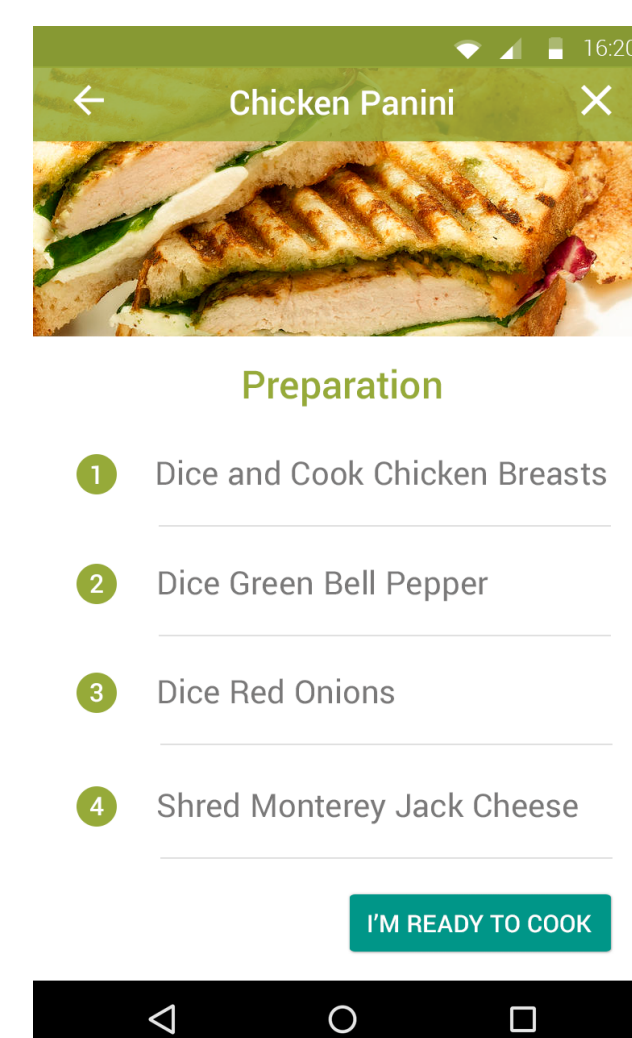 16:20
Chicken Panini
Preparation
1 Dice and Cook Chicken Breasts
2 Dice Green Bell Pepper
3 Dice Red Onions
4 Shred Monterey Jack Cheese
I'M READY TO COOK